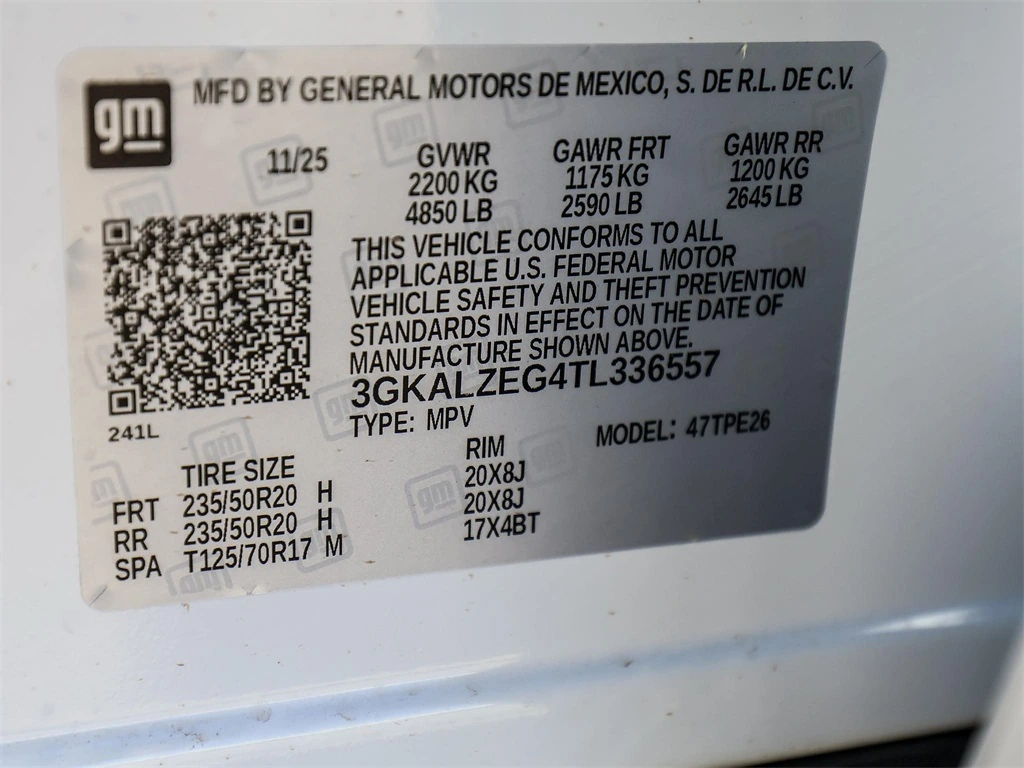 gm
MFD BY GENERAL MOTORS DE MEXICO, S. DE R.L. DE C.V.
11/25 GVWR GAWR FRT GAWR RR
2200 KG 1175 KG 1200 KG
4850 LB 2590 LB 2645 LB
THIS VEHICLE CONFORMS TO ALL
APPLICABLE U.S. FEDERAL MOTOR
VEHICLE SAFETY AND THEFT PREVENTION
STANDARDS IN EFFECT ON THE DATE OF
MANUFACTURE SHOWN ABOVE.
3GKALZEG4TL336557
241L TYPE: MPV MODEL: 47TPE26
TIRE SIZE RIM
FRT 235/50R20 H 20X8J
RR 235/50R20 H 20X8J
SPA T125/70R17 M 17X4BT